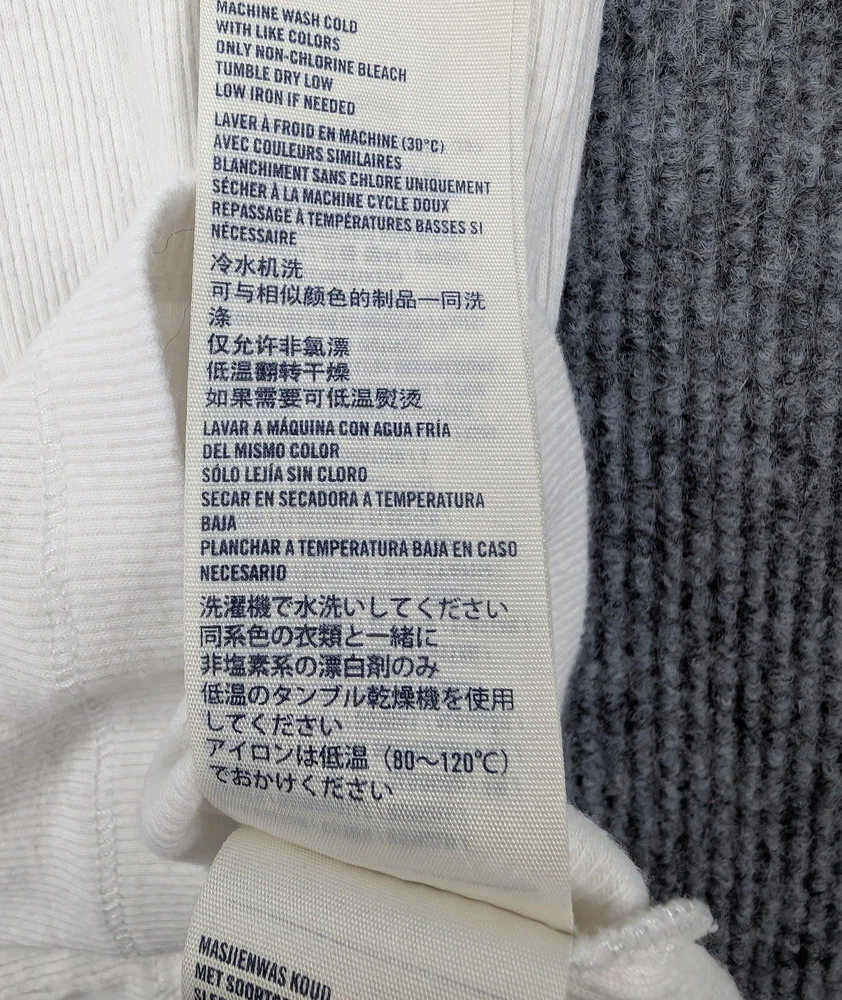 MACHINE WASH COLD
WITH LIKE COLORS
ONLY NON-CHLORINE BLEACH
TUMBLE DRY LOW
LOW IRON IF NEEDED
LAVER À FROID EN MACHINE (30°C)
AVEC COULEURS SIMILAIRES
BLANCHIMENT SANS CHLORE UNIQUEMENT
SÉCHER À LA MACHINE CYCLE DOUX
REPASSAGE À TEMPÉRATURES BASSES SI
NÉCESSAIRE
冷水机洗
可与相似颜色的制品一同洗
涤
仅允许非氯漂
低温翻转干燥
如果需要可低温熨烫
LAVAR A MÁQUINA CON AGUA FRÍA
DEL MISMO COLOR
SÓLO LEJÍA SIN CLORO
SECAR EN SECADORA A TEMPERATURA
BAJA
PLANCHAR A TEMPERATURA BAJA EN CASO
NECESARIO
洗濯機で水洗いしてください
同系色の衣類と一緒に
非塩素系の漂白剤のみ
低温のタンブル乾燥機を使用
してください
アイロンは低温（80～120℃）
でおかけください
MASJIENWAS KOUD
MET